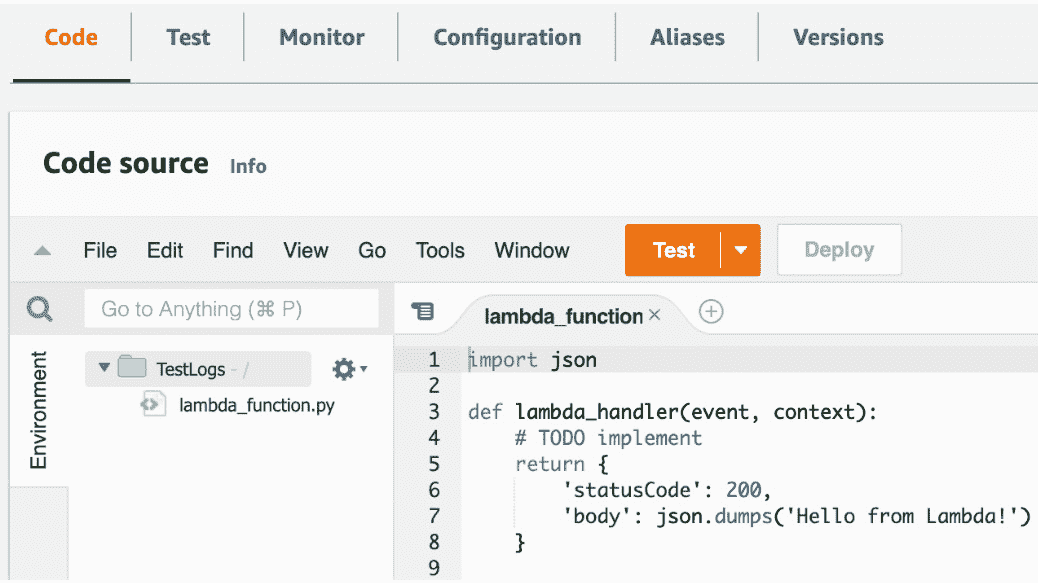 Code Test Monitor Configuration Aliases Versions
Code source Info
File Edit Find View Go Tools Window Test Deploy
Go to Anything (⌘ P)
lambda_function ×
Environment
TestLogs - /
lambda_function.py
1 import json
2
3 def lambda_handler(event, context):
4     # TODO implement
5     return {
6         'statusCode': 200,
7         'body': json.dumps('Hello from Lambda!')
8     }
9